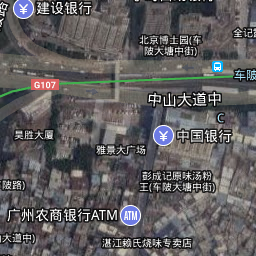 建设银行
北京博士园(车
陂大塘中街)
全记
车陂
G107
中山大道中
昊胜大厦
中国银行
C
雅景大广场
彭成记原味汤粉
王(车陂大塘中街)
陂路)
广州农商银行ATM
大道中)
湛江赖氏烧味专卖店